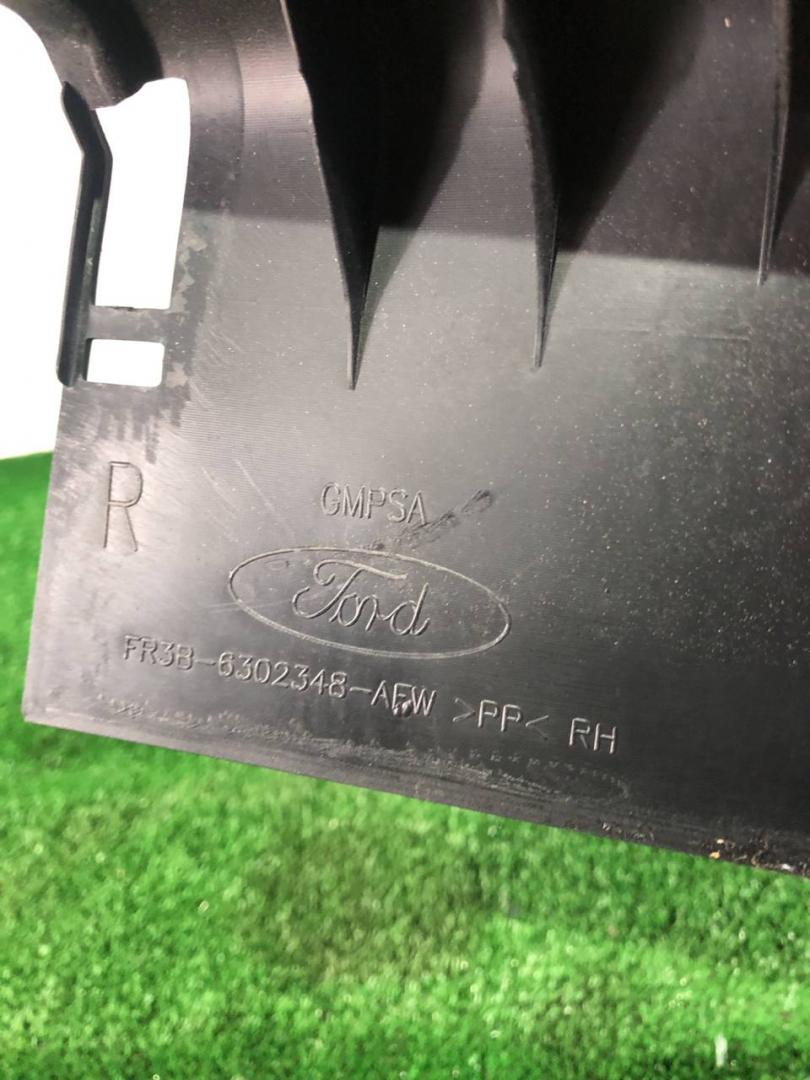 R
GMPSA
Ford
FR3B-6302348-AFW >PP< RH